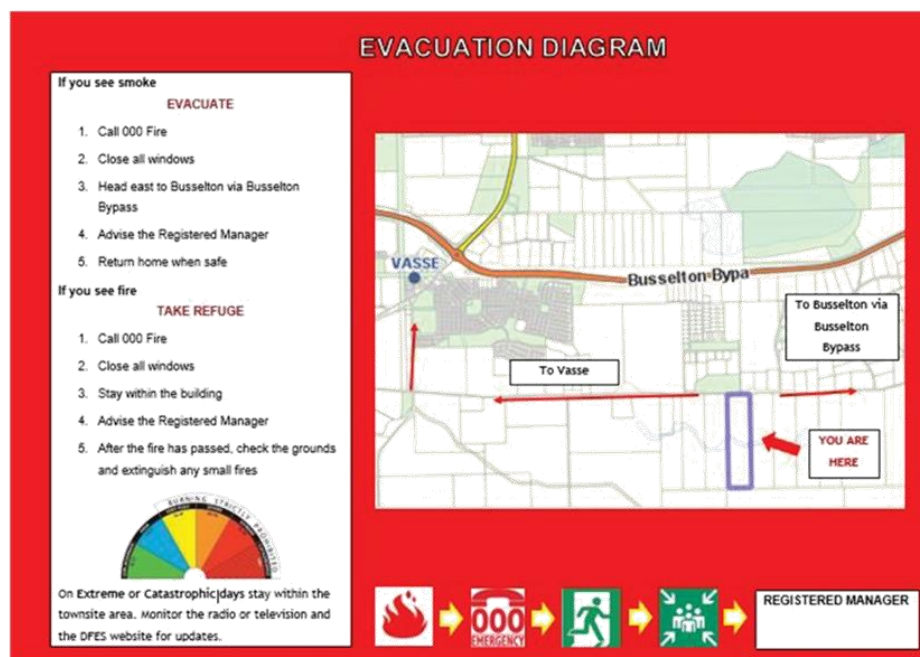 EVACUATION DIAGRAM
If you see smoke
EVACUATE
1. Call 000 Fire
2. Close all windows
3. Head east to Busselton via Busselton
Bypass
4. Advise the Registered Manager
5. Return home when safe
If you see fire
TAKE REFUGE
1. Call 000 Fire
2. Close all windows
3. Stay within the building
4. Advise the Registered Manager
5. After the fire has passed, check the grounds
and extinguish any small fires
BURNING STRICTLY PROHIBITED
On Extreme or Catastrophic|days stay within the
townsite area. Monitor the radio or television and
the DFES website for updates.
VASSE
Busselton Bypa
To Busselton via
Busselton
Bypass
To Vasse
YOU ARE
HERE
000
EMERGENCY
REGISTERED MANAGER